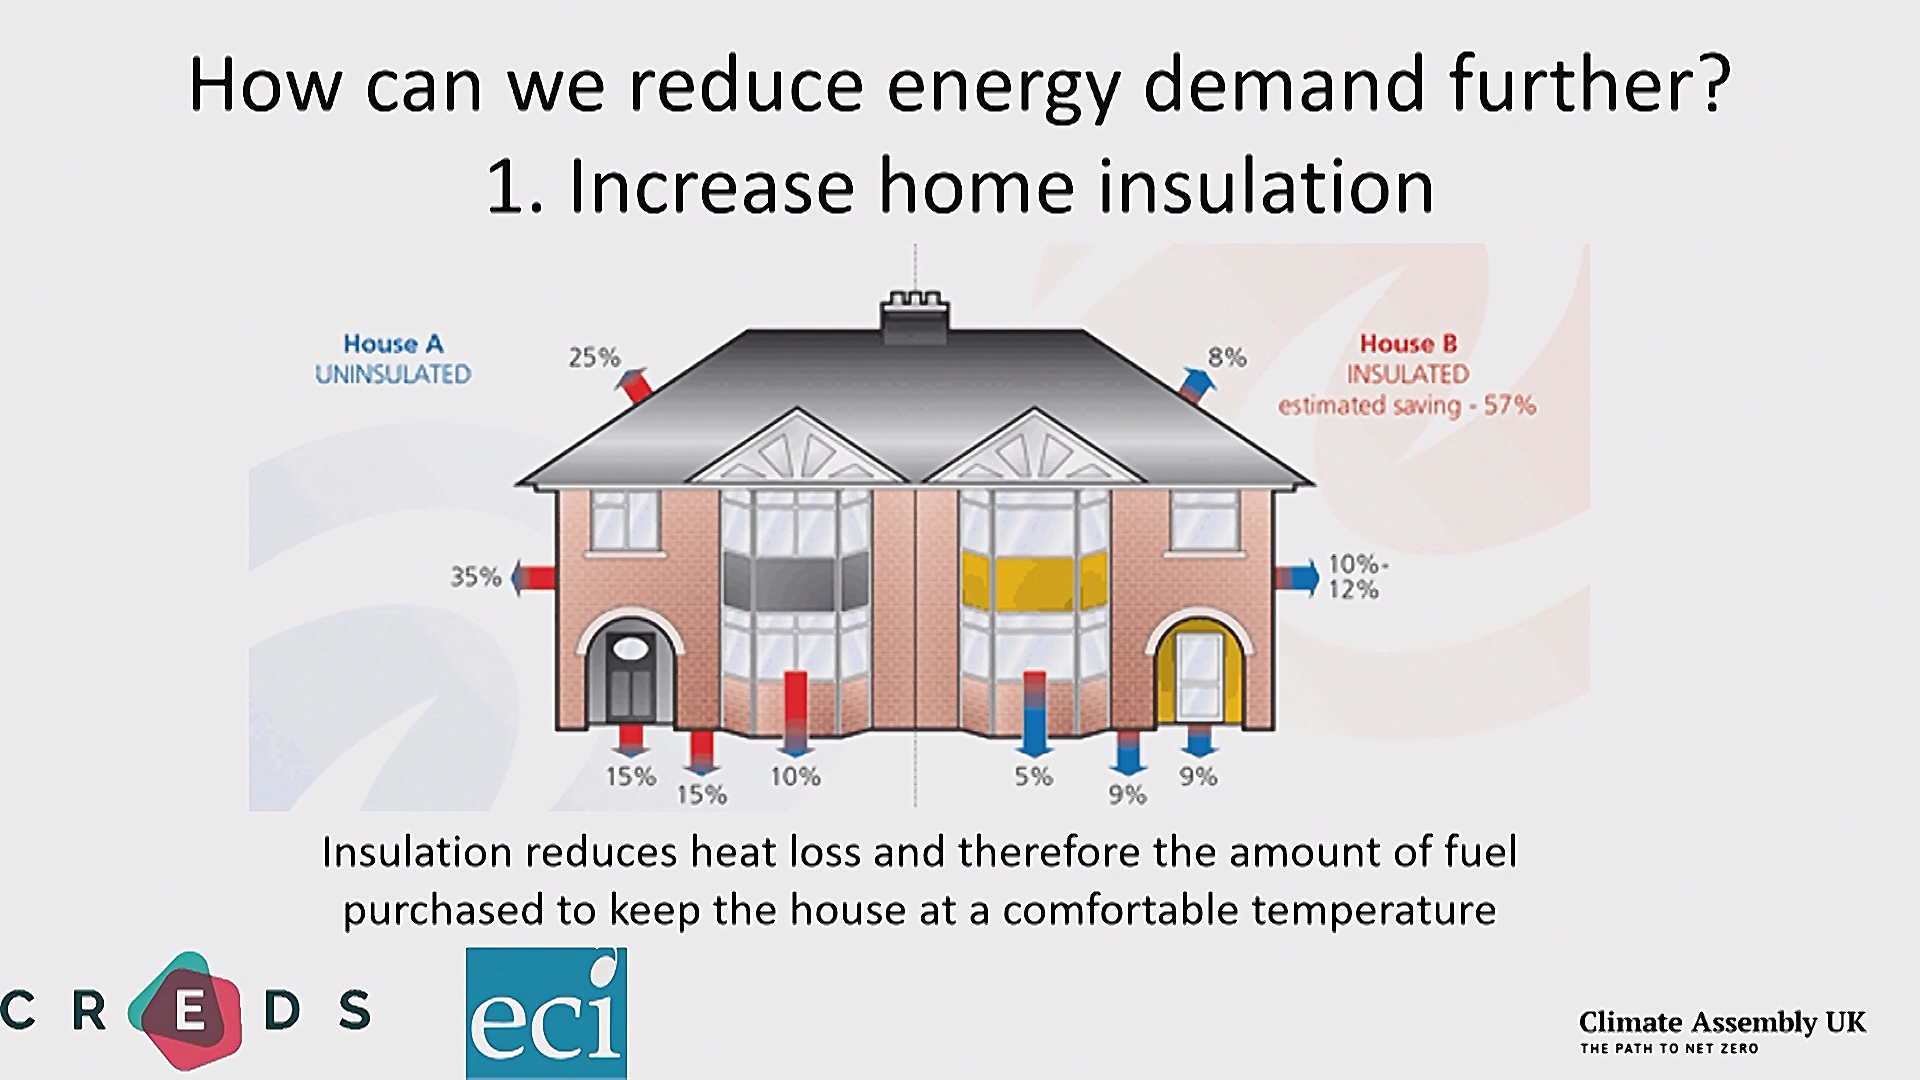 How can we reduce energy demand further?
1. Increase home insulation
House A
UNINSULATED
25%
8%
House B
INSULATED
estimated saving - 57%
35%
10%-
12%
15%
15%
10%
5%
9%
9%
Insulation reduces heat loss and therefore the amount of fuel
purchased to keep the house at a comfortable temperature
C R E D S
eci
Climate Assembly UK
THE PATH TO NET ZERO